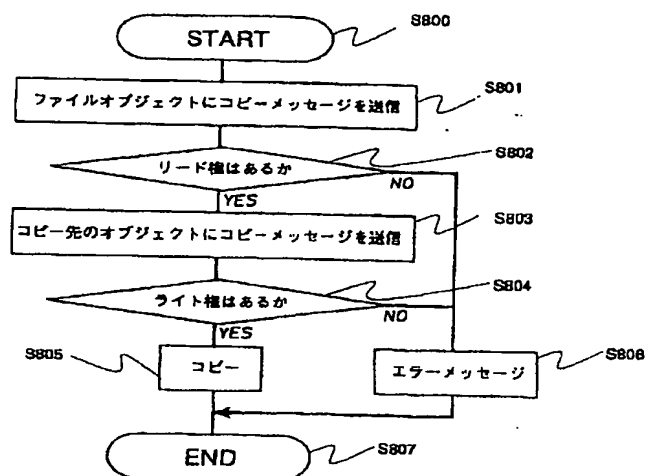 START
S800
ファイルオブジェクトにコピーメッセージを送信
S801
リード権はあるか
S802
NO
YES
コピー先のオブジェクトにコピーメッセージを送信
S803
ライト権はあるか
S804
NO
YES
S805
コピー
エラーメッセージ
S806
END
S807